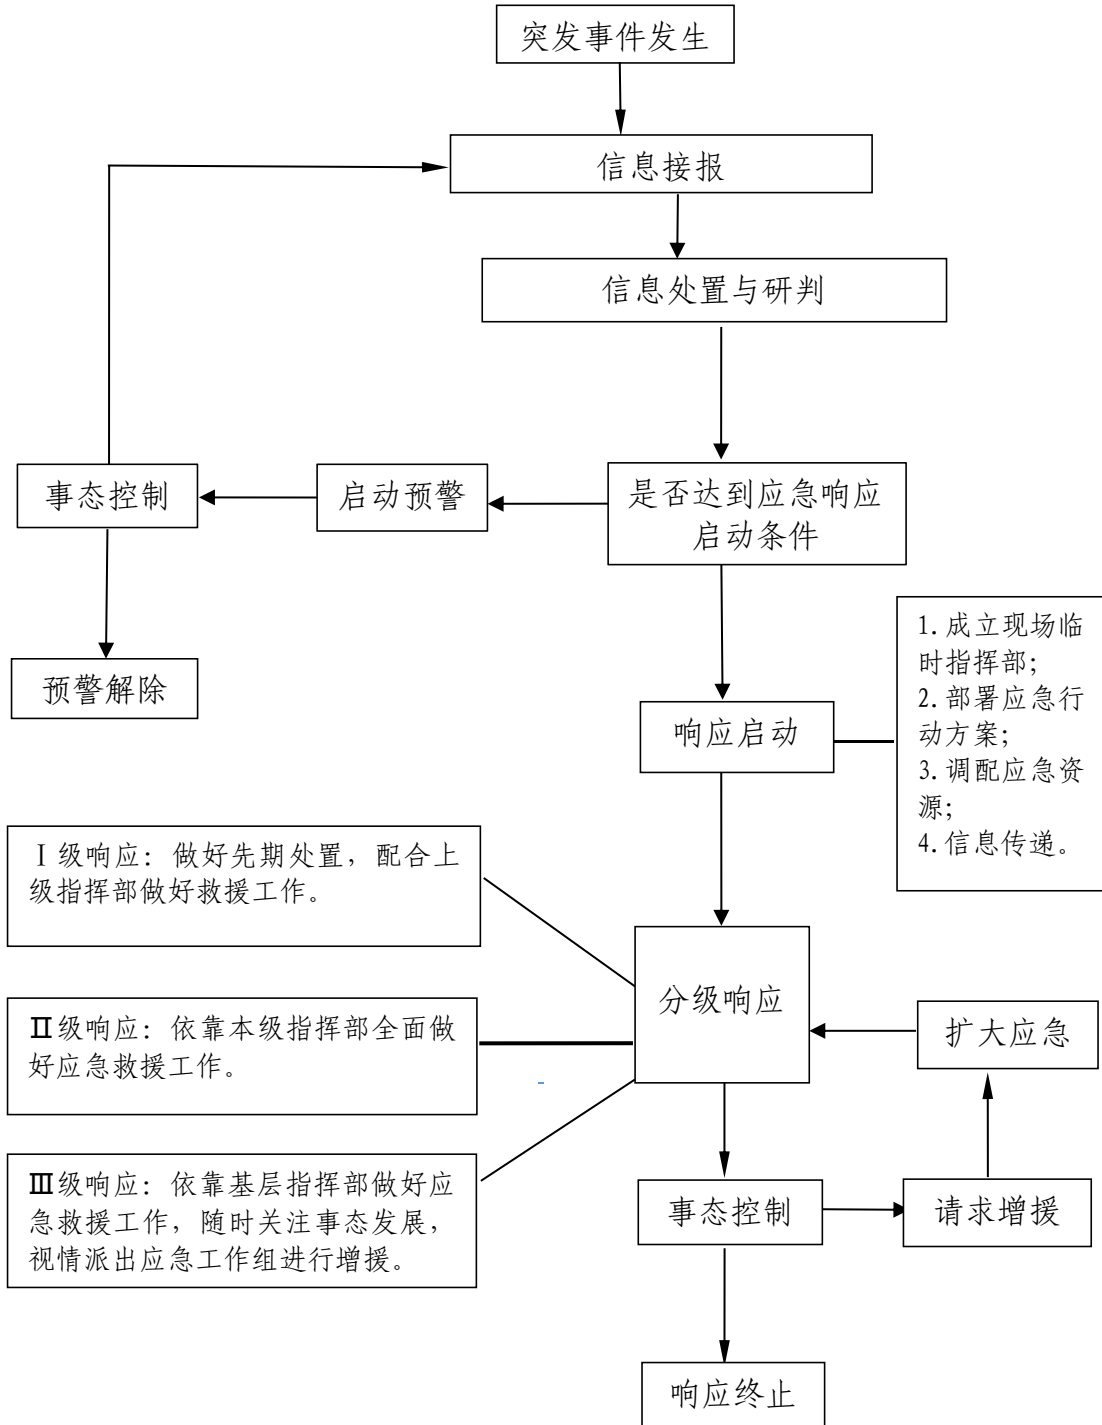 突发事件发生
信息接报
信息处置与研判
事态控制
启动预警
是否达到应急响应
启动条件
预警解除
响应启动
1.成立现场临
时指挥部；
2.部署应急行
动方案；
3.调配应急资
源；
4.信息传递。
Ⅰ级响应：做好先期处置，配合上
级指挥部做好救援工作。
分级响应
Ⅱ级响应：依靠本级指挥部全面做
好应急救援工作。
扩大应急
Ⅲ级响应：依靠基层指挥部做好应
急救援工作，随时关注事态发展，
视情派出应急工作组进行增援。
事态控制
请求增援
响应终止